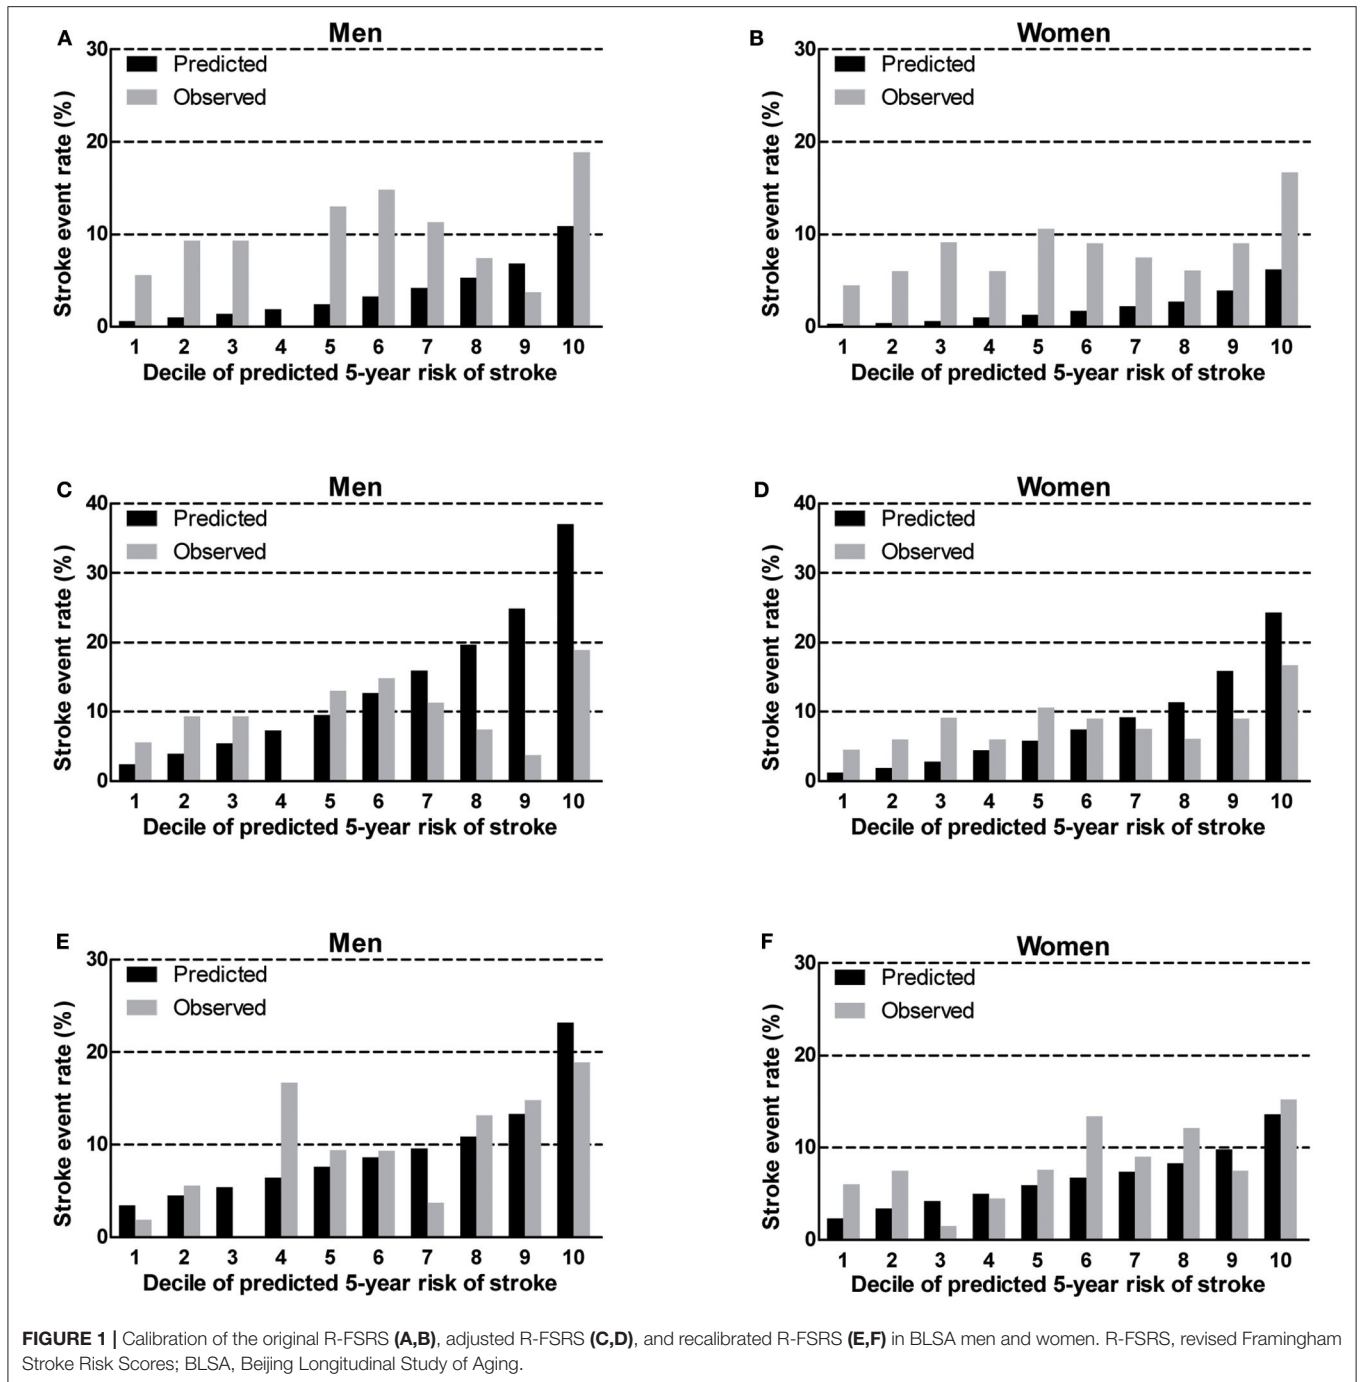 A
Men
30
Predicted
Observed
20
10
0
Stroke event rate (%)
1 2 3 4 5 6 7 8 9 10
Decile of predicted 5-year risk of stroke
B
Women
30
Predicted
Observed
20
10
0
Stroke event rate (%)
1 2 3 4 5 6 7 8 9 10
Decile of predicted 5-year risk of stroke
C
Men
40
Predicted
Observed
30
20
10
0
Stroke event rate (%)
1 2 3 4 5 6 7 8 9 10
Decile of predicted 5-year risk of stroke
D
Women
40
Predicted
Observed
30
20
10
0
Stroke event rate (%)
1 2 3 4 5 6 7 8 9 10
Decile of predicted 5-year risk of stroke
E
Men
30
Predicted
Observed
20
10
0
Stroke event rate (%)
1 2 3 4 5 6 7 8 9 10
Decile of predicted 5-year risk of stroke
F
Women
30
Predicted
Observed
20
10
0
Stroke event rate (%)
1 2 3 4 5 6 7 8 9 10
Decile of predicted 5-year risk of stroke
FIGURE 1 | Calibration of the original R-FSRS (A,B), adjusted R-FSRS (C,D), and recalibrated R-FSRS (E,F) in BLSA men and women. R-FSRS, revised Framingham
Stroke Risk Scores; BLSA, Beijing Longitudinal Study of Aging.